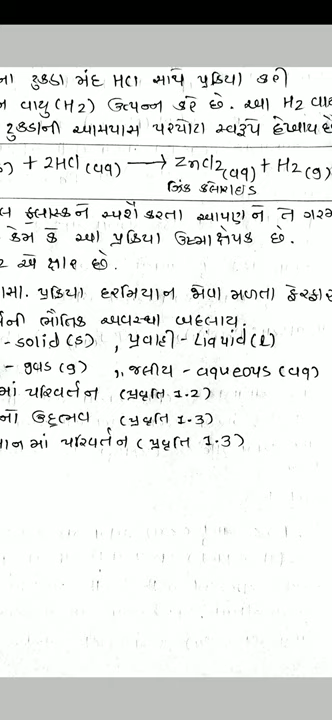 ના ટુકડા મંદ HCl સાથે પ્રક્રિયા કરી
ન વાયુ (H2) ઉત્પન્ન કરે છે. આ H2 વા
ટુકડાની આસપાસ પરપોટા સ્વરૂપે દેખાય છે
) + 2HCl (aq) → ZnCl2 (aq) + H2 (g)
ઝિંક ક્લોરાઇડ
ફ્લાસ્કને સ્પર્શ કરતા આપણને તે ગરમ
કેમ કે આ પ્રક્રિયા ઉષ્માક્ષેપક છે.
એ ક્ષાર છે.
પ્રક્રિયા દરમિયાન જોવા મળતા ફેરફાર
ની ભૌતિક અવસ્થા બદલાય.
- solid (s) , પ્રવાહી - Liquid (l)
- gas (g) , જલીય - aqueous (aq)
માં પરિવર્તન (પ્રવૃત્તિ 1.2)
નો ઉદ્દભવ (પ્રવૃત્તિ 1.3)
માન માં પરિવર્તન (પ્રવૃત્તિ 1.3)